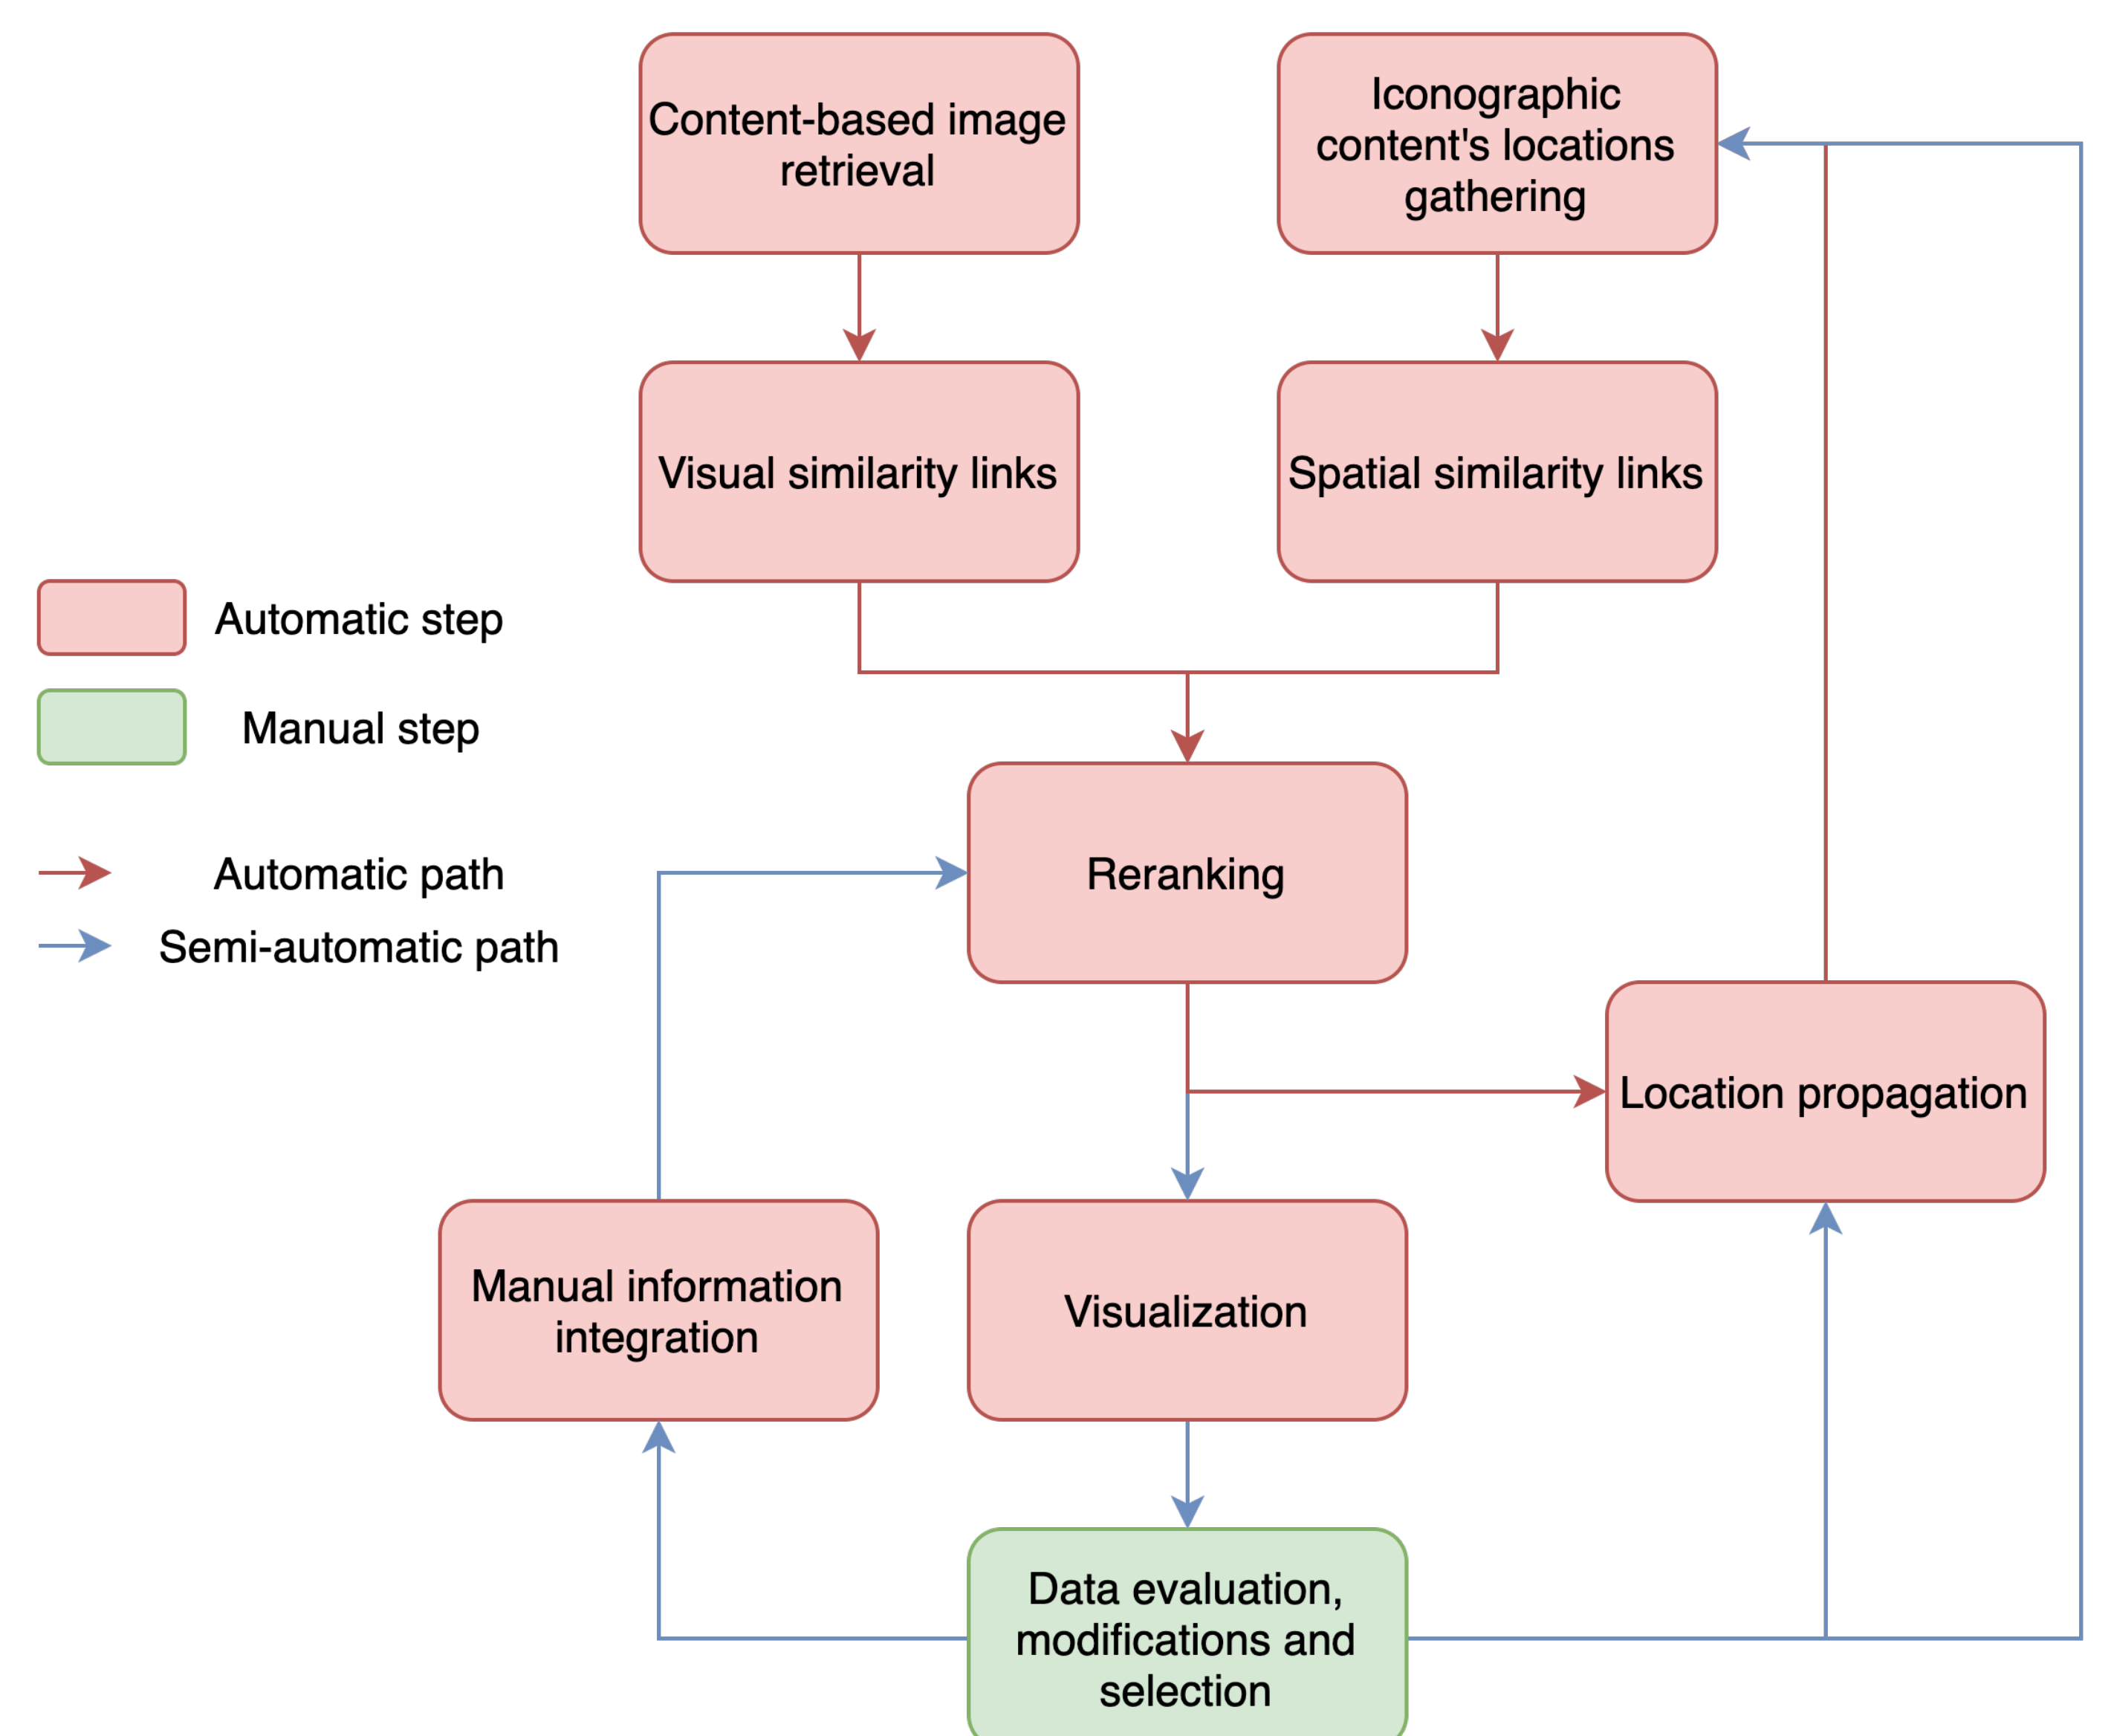 Content-based image
retrieval
Iconographic
content's locations
gathering
Visual similarity links
Spatial similarity links
Automatic step
Manual step
Automatic path
Semi-automatic path
Reranking
Location propagation
Manual information
integration
Visualization
Data evaluation,
modifications and
selection